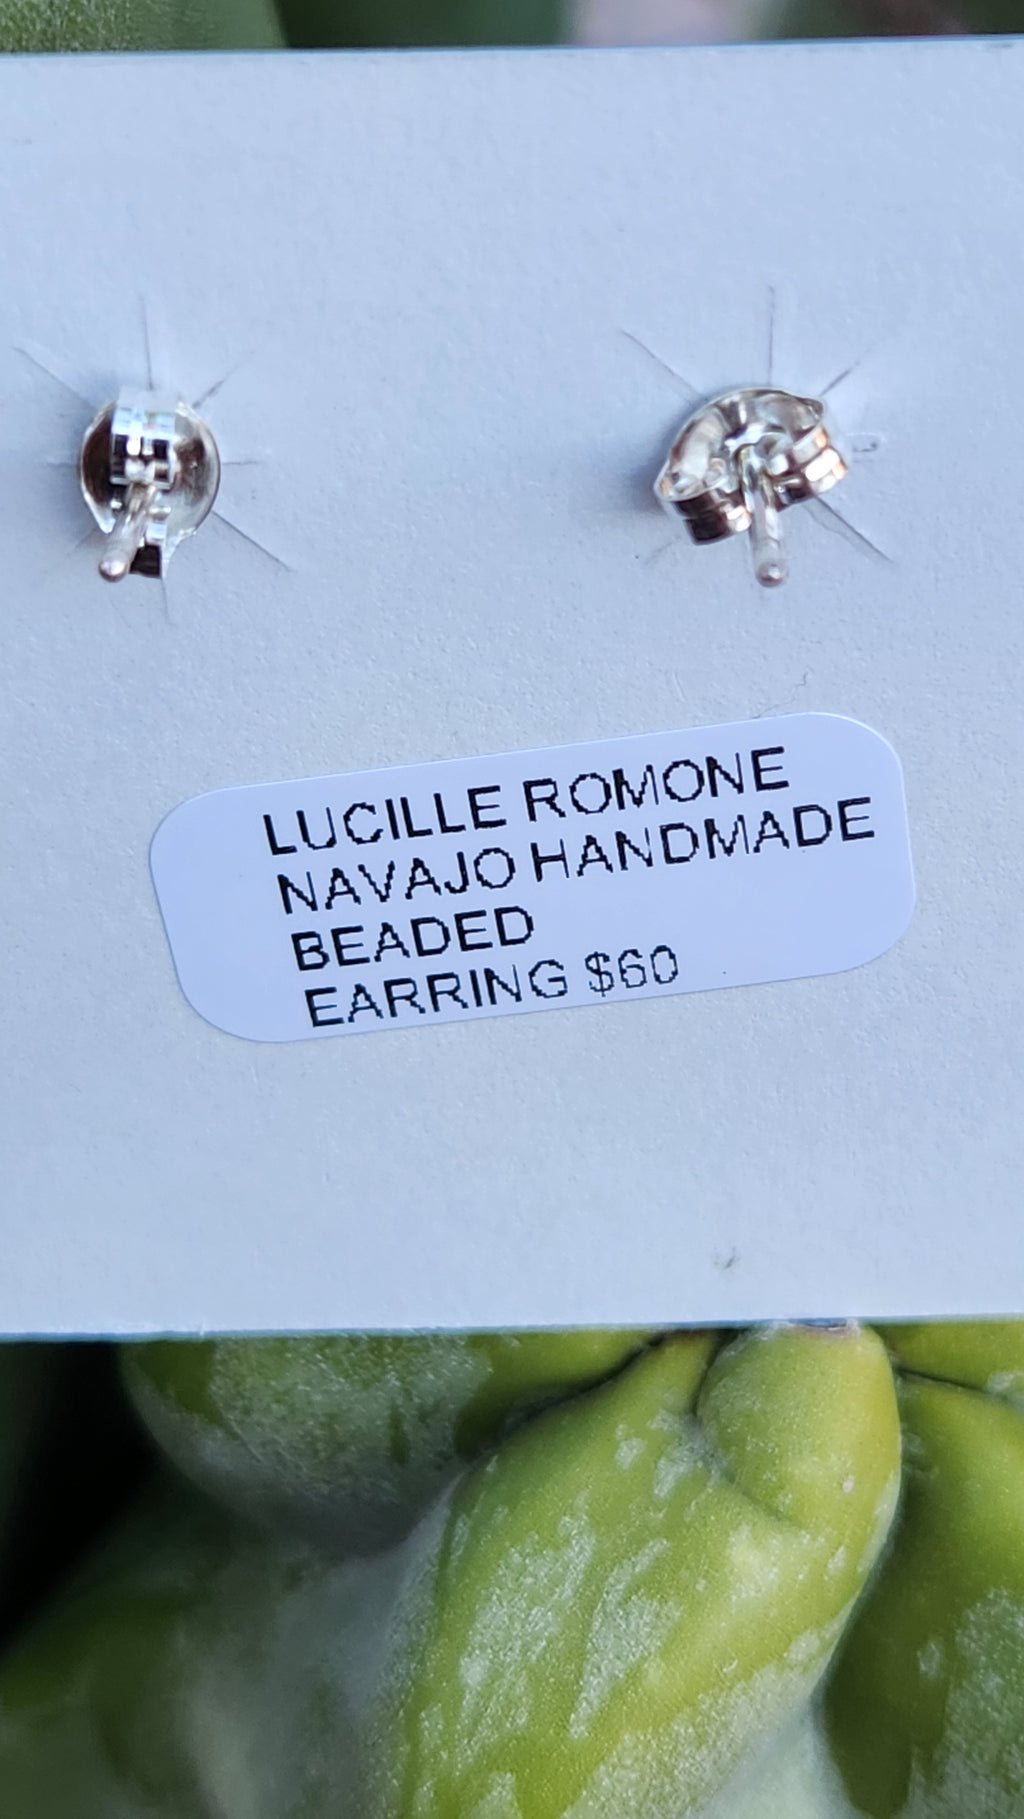 LUCILLE ROMONE
NAVAJO HANDMADE
BEADED
EARRING $60